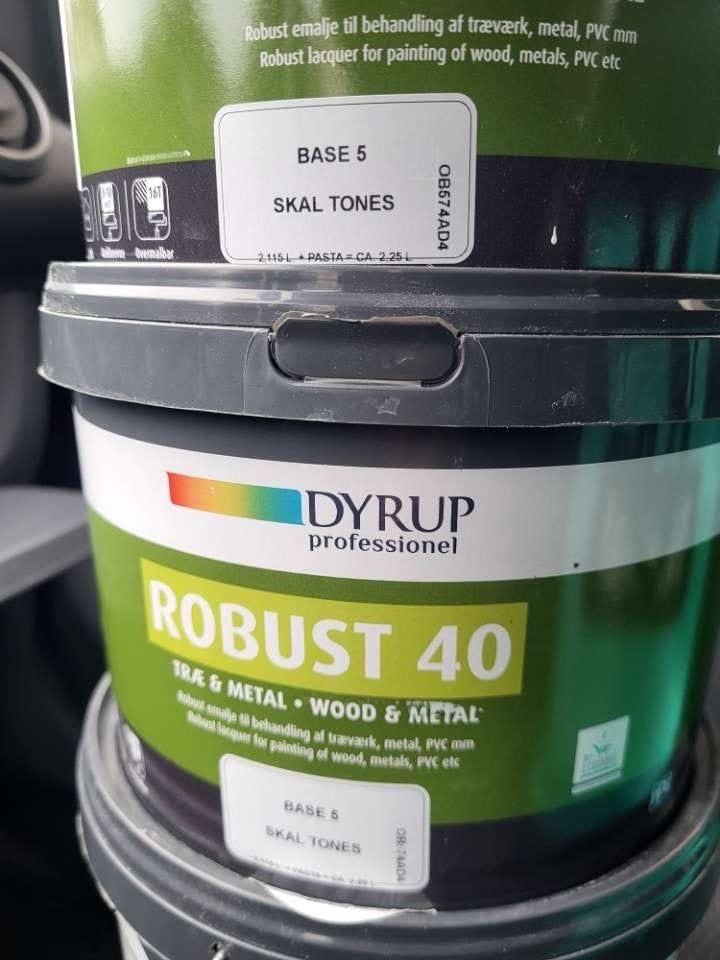 Robust emalje til behandling af træværk, metal, PVC mm
Robust lacquer for painting of wood, metals, PVC etc
BASE 5
SKAL TONES
OB574AD4
2,115 L + PASTA = CA. 2,25 L
16T
Overmalbar
DYRUP
professionel
ROBUST 40
TRÆ & METAL • WOOD & METAL
Robust emalje til behandling af træværk, metal, PVC mm
Robust lacquer for painting of wood, metals, PVC etc
BASE 5
SKAL TONES